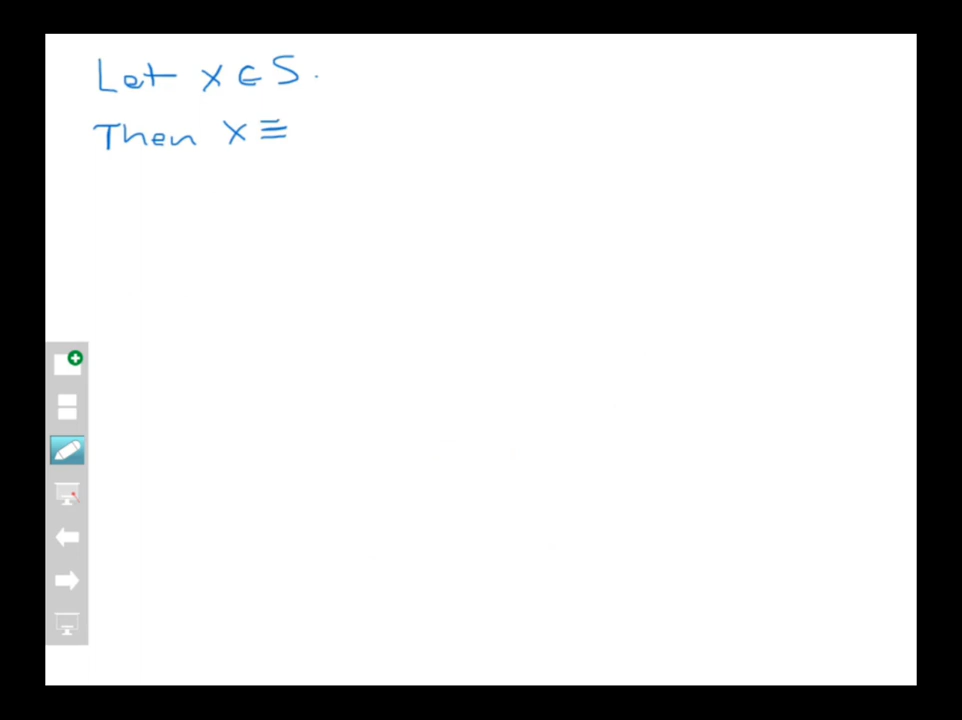 Let x ∈ S.
Then x ≡